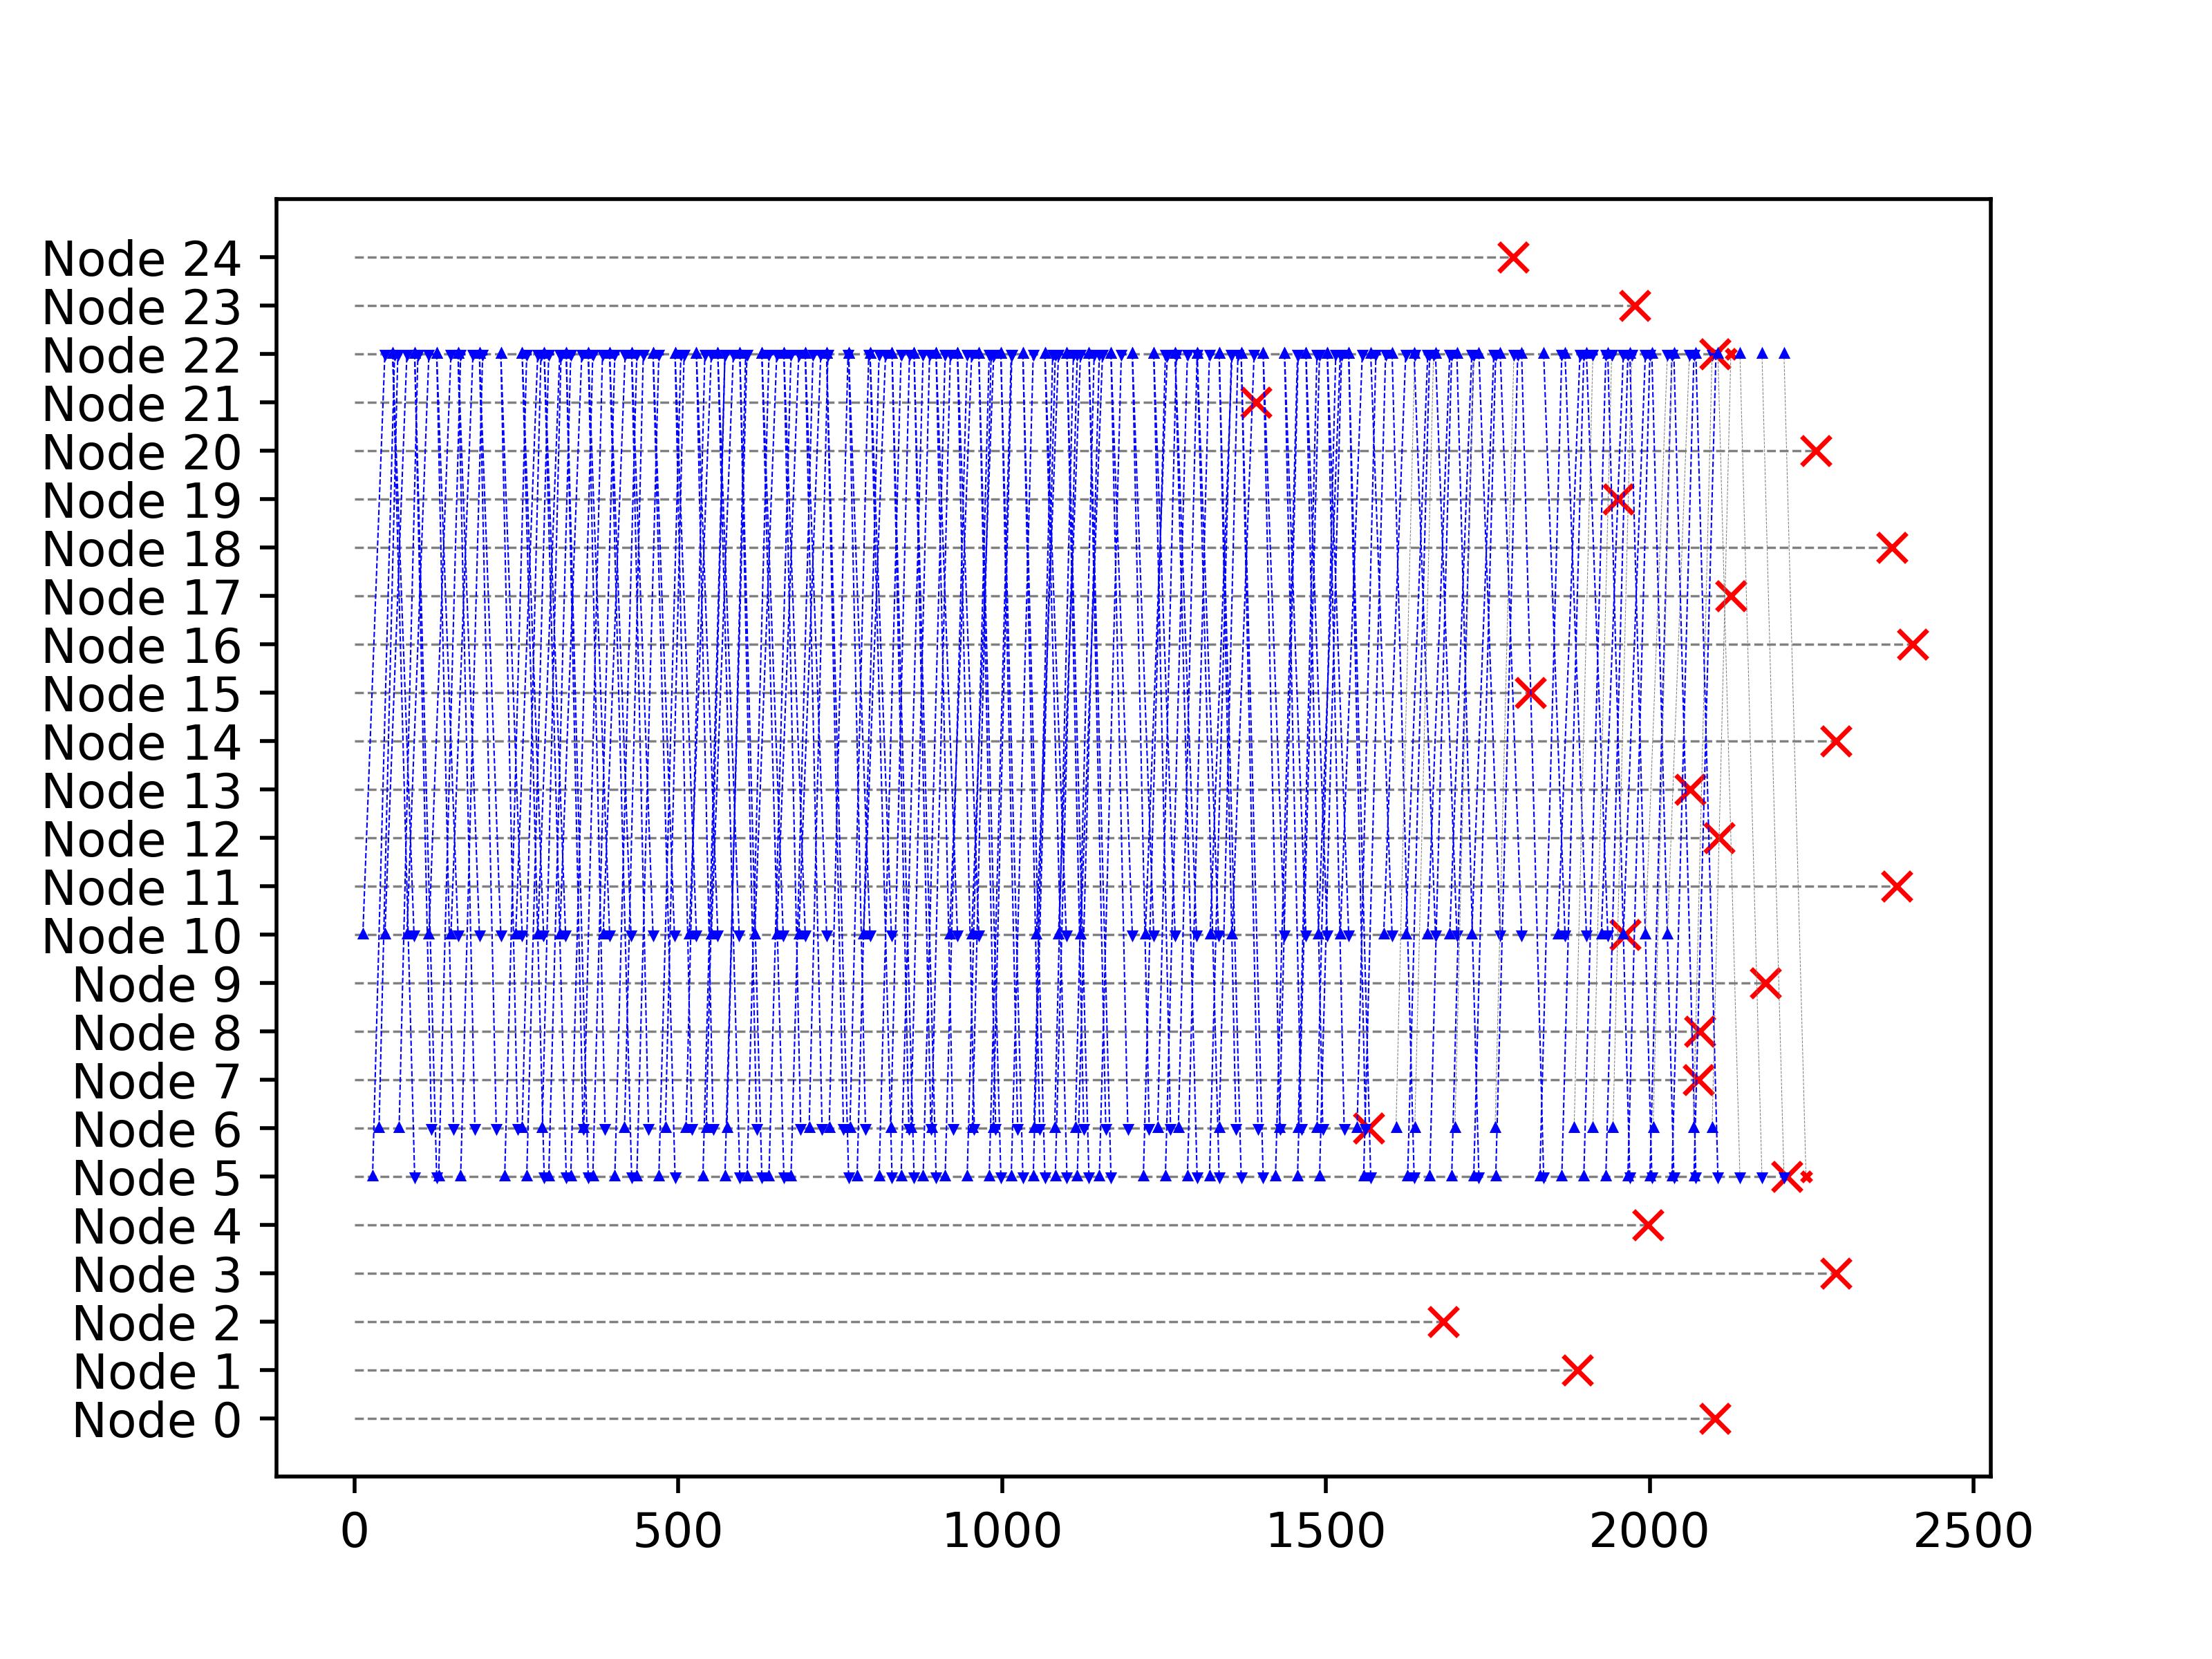 Node 24
Node 23
Node 22
Node 21
Node 20
Node 19
Node 18
Node 17
Node 16
Node 15
Node 14
Node 13
Node 12
Node 11
Node 10
Node 9
Node 8
Node 7
Node 6
Node 5
Node 4
Node 3
Node 2
Node 1
Node 0
0 500 1000 1500 2000 2500